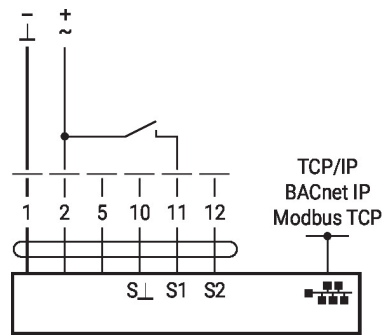 − +
⊥ ~
TCP/IP
BACnet IP
Modbus TCP
1 2 5 10 11 12
S⊥ S1 S2